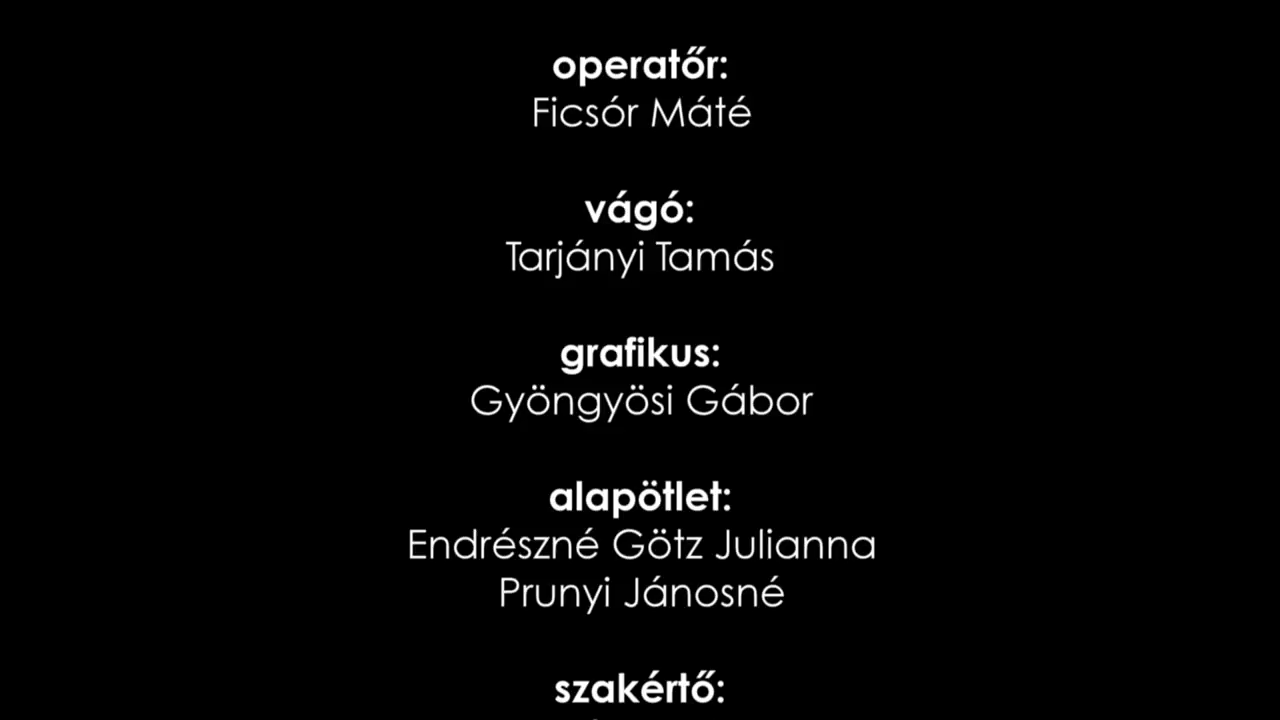 operatőr:
Ficsór Máté
vágó:
Tarjányi Tamás
grafikus:
Gyöngyösi Gábor
alapötlet:
Endrészné Götz Julianna
Prunyi Jánosné
szakértő: